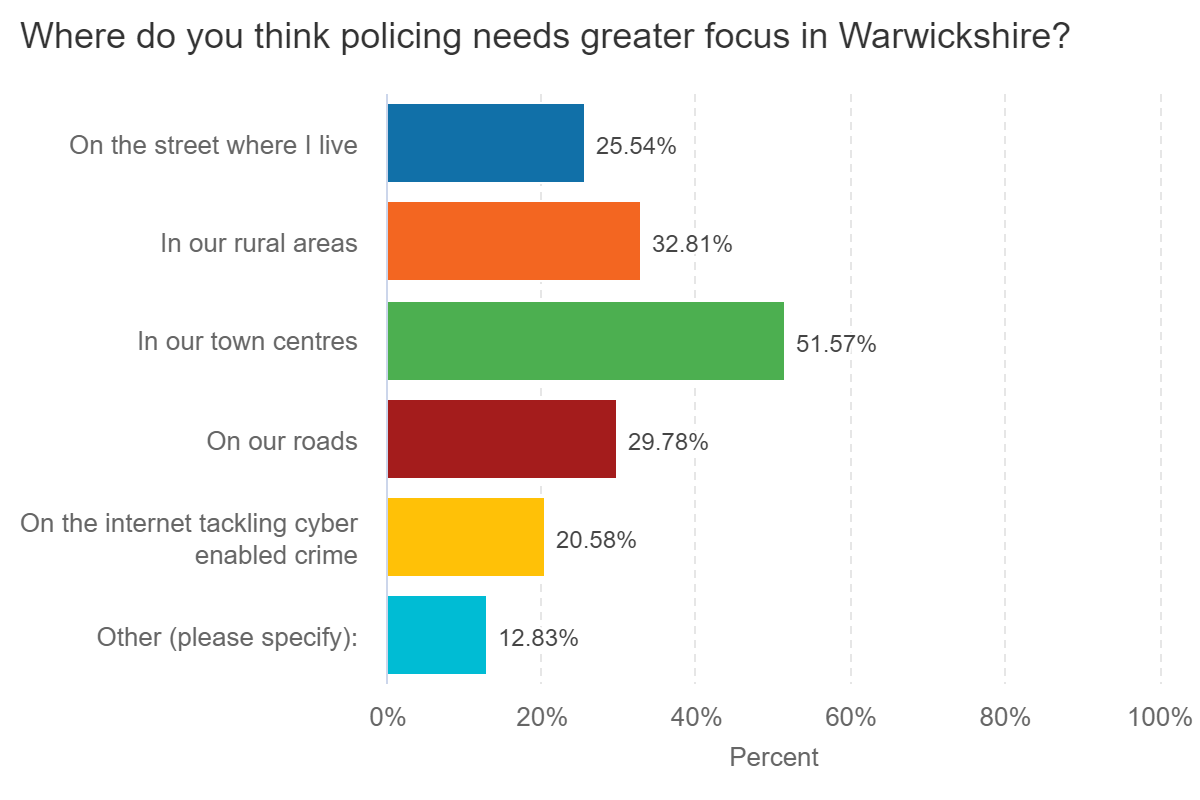 Where do you think policing needs greater focus in Warwickshire?
On the street where I live
25.54%
In our rural areas
32.81%
In our town centres
51.57%
On our roads
29.78%
On the internet tackling cyber
enabled crime
20.58%
Other (please specify):
12.83%
0% 20% 40% 60% 80% 100%
Percent